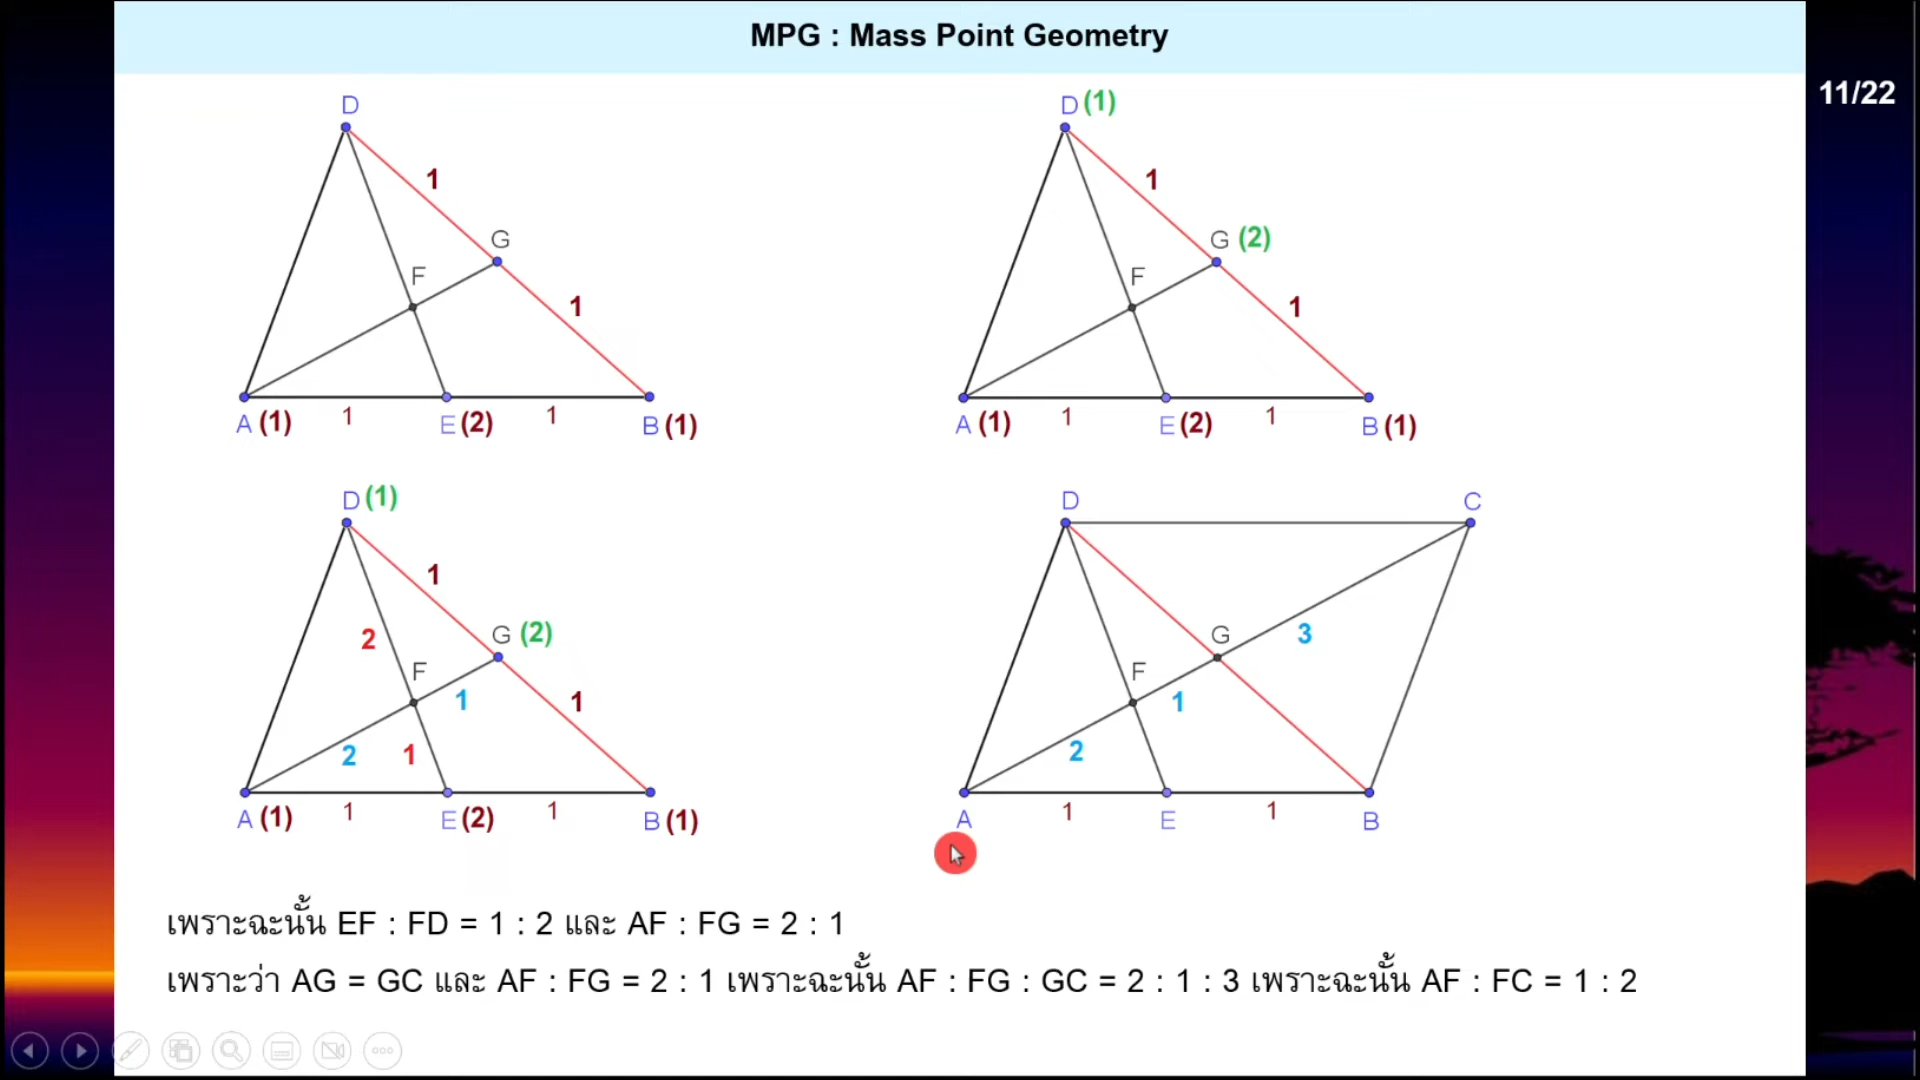 MPG : Mass Point Geometry
11/22
D
1
G
F
1
A (1)
1
E (2)
1
B (1)
D (1)
1
G (2)
F
1
A (1)
1
E (2)
1
B (1)
D (1)
1
2
G (2)
F
1
1
2
1
A (1)
1
E (2)
1
B (1)
D
C
G
3
F
1
2
A
1
E
1
B
เพราะฉะนั้น EF : FD = 1 : 2 และ AF : FG = 2 : 1
เพราะว่า AG = GC และ AF : FG = 2 : 1 เพราะฉะนั้น AF : FG : GC = 2 : 1 : 3 เพราะฉะนั้น AF : FC = 1 : 2